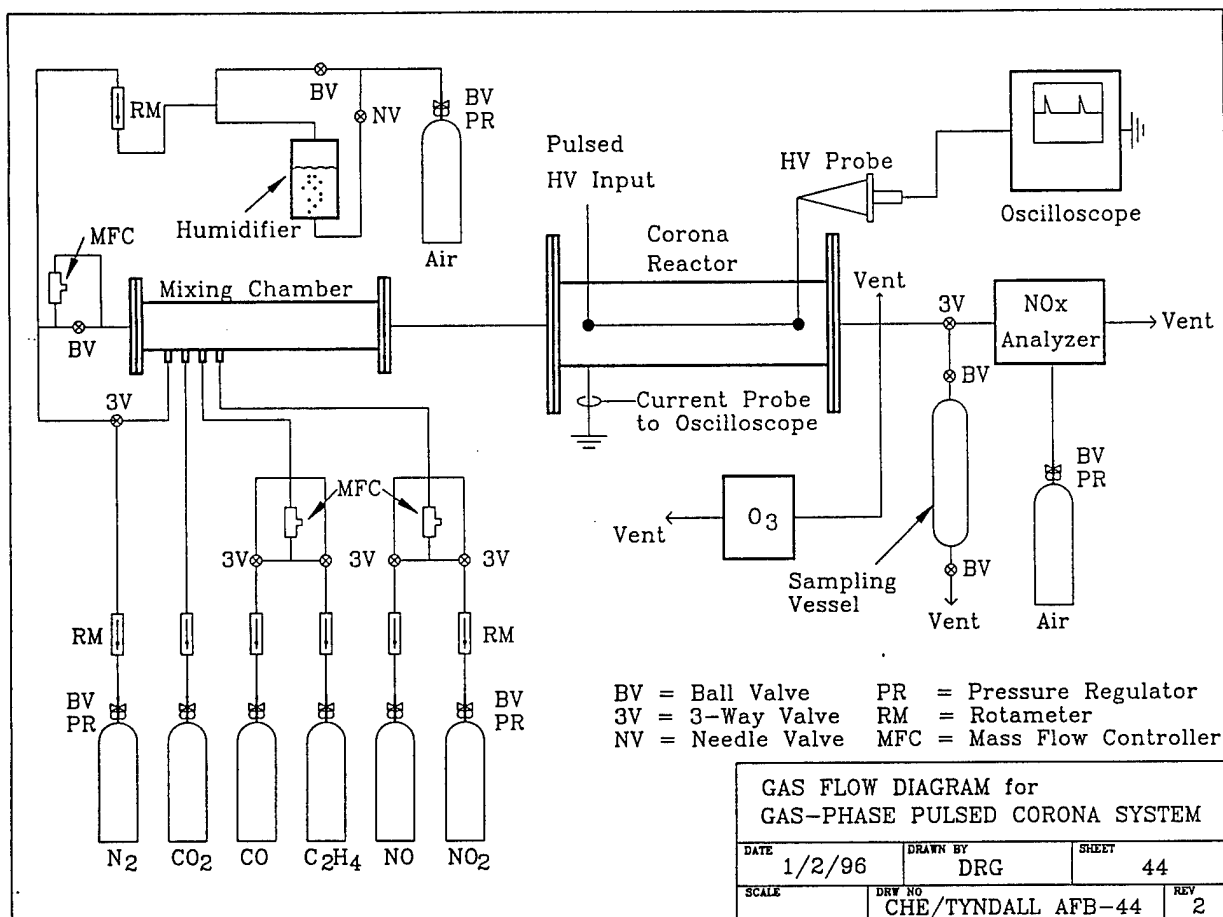 RM
BV
NV
BV
PR
Humidifier
Air
MFC
Mixing Chamber
BV
3V
Pulsed
HV Input
HV Probe
Oscilloscope
Corona
Reactor
Vent
3V
NOx
Analyzer
Vent
BV
Current Probe
to Oscilloscope
O3
Vent
BV
PR
Sampling
Vessel
BV
Vent
Air
MFC
3V
3V
3V
RM
RM
BV
PR
BV
PR
N2
CO2
CO
C2H4
NO
NO2
BV = Ball Valve PR = Pressure Regulator
3V = 3-Way Valve RM = Rotameter
NV = Needle Valve MFC = Mass Flow Controller
GAS FLOW DIAGRAM for
GAS-PHASE PULSED CORONA SYSTEM
DATE 1/2/96 DRAWN BY DRG SHEET 44
SCALE DRW NO CHE/TYNDALL AFB-44 REV 2